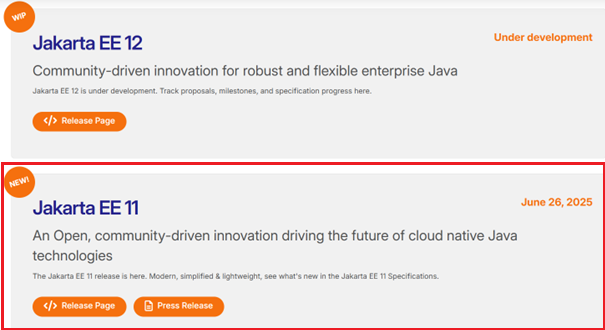 WIP
Jakarta EE 12
Under development
Community-driven innovation for robust and flexible enterprise Java
Jakarta EE 12 is under development. Track proposals, milestones, and specification progress here.
</> Release Page
NEW!
Jakarta EE 11
June 26, 2025
An Open, community-driven innovation driving the future of cloud native Java
technologies
The Jakarta EE 11 release is here. Modern, simplified & lightweight, see what's new in the Jakarta EE 11 Specifications.
</> Release Page
Press Release